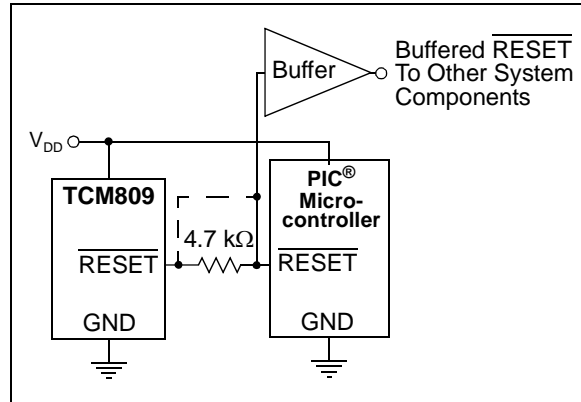 Buffer
Buffered RESET
To Other System
Components
VDD
TCM809
PIC®
Micro-
controller
4.7 kΩ
RESET
RESET
GND
GND